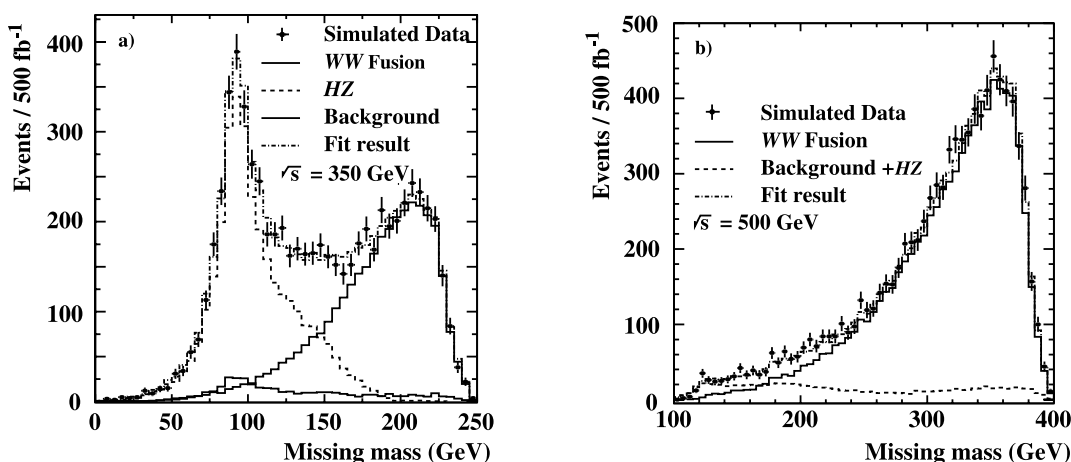 a)
Events / 500 fb-1
400
300
200
100
0
0 50 100 150 200 250
Missing mass (GeV)
Simulated Data
WW Fusion
HZ
Background
Fit result
√s = 350 GeV
b)
Events / 500 fb-1
500
400
300
200
100
0
100 200 300 400
Missing mass (GeV)
Simulated Data
WW Fusion
Background +HZ
Fit result
√s = 500 GeV